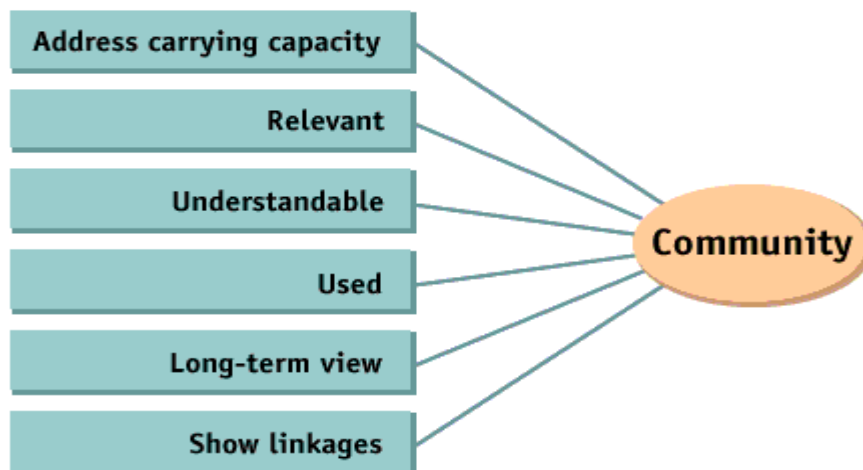 Address carrying capacity
Relevant
Understandable
Used
Long-term view
Show linkages
Community